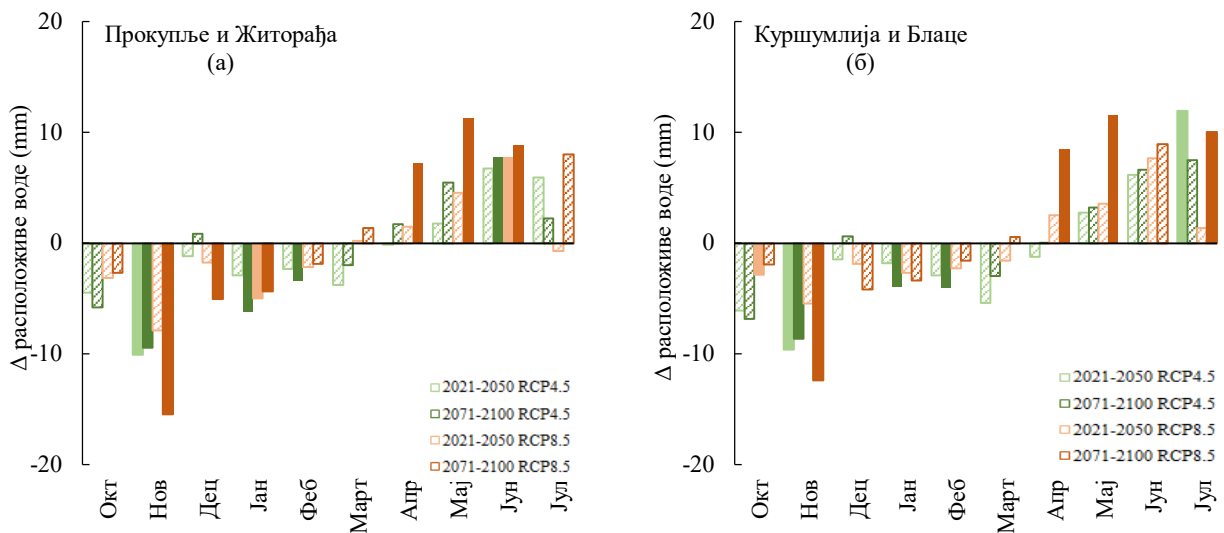 Прокупље и Житорађа
(а)
Δ расположиве воде (mm)
20
10
0
-10
-20
2021-2050 RCP4.5
2071-2100 RCP4.5
2021-2050 RCP8.5
2071-2100 RCP8.5
Окт
Нов
Дец
Јан
Феб
Март
Апр
Мај
Јун
Јул
Куршумлија и Блаце
(б)
Δ расположиве воде (mm)
20
10
0
-10
-20
2021-2050 RCP4.5
2071-2100 RCP4.5
2021-2050 RCP8.5
2071-2100 RCP8.5
Окт
Нов
Дец
Јан
Феб
Март
Апр
Мај
Јун
Јул